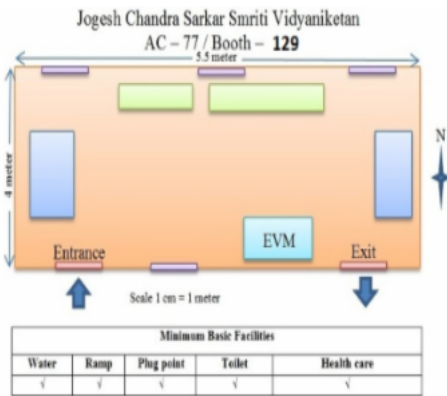 Jogesh Chandra Sarkar Smriti Vidyaniketan
AC – 77 / Booth – 129
5.5 meter
4 meter
N
EVM
Entrance
Exit
Scale 1 cm = 1 meter
Minimum Basic Facilities
Water Ramp Plug point Toilet Health care
√ √ √ √ √